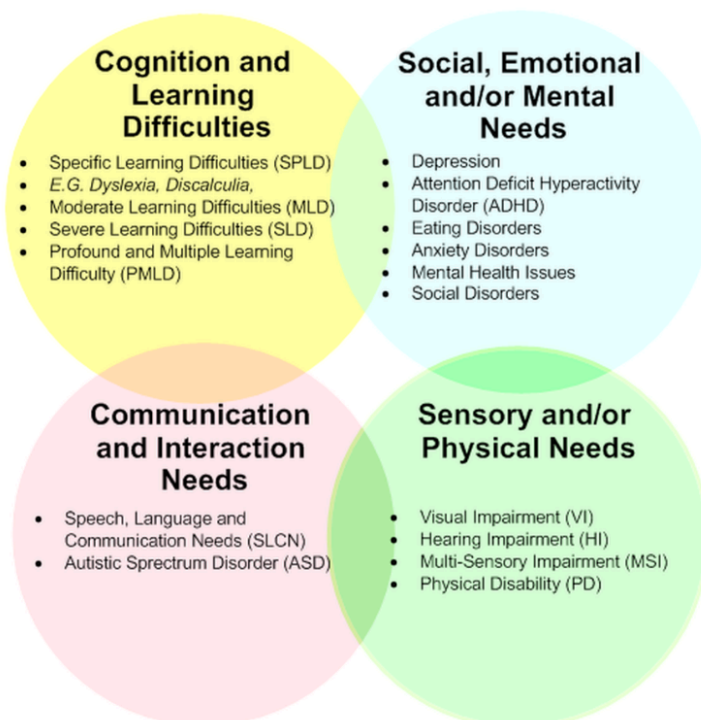 Cognition and
Learning
Difficulties
• Specific Learning Difficulties (SPLD)
• E.G. Dyslexia, Discalculia,
• Moderate Learning Difficulties (MLD)
• Severe Learning Difficulties (SLD)
• Profound and Multiple Learning
Difficulty (PMLD)
Social, Emotional
and/or Mental
Needs
• Depression
• Attention Deficit Hyperactivity
Disorder (ADHD)
• Eating Disorders
• Anxiety Disorders
• Mental Health Issues
• Social Disorders
Communication
and Interaction
Needs
• Speech, Language and
Communication Needs (SLCN)
• Autistic Sprectrum Disorder (ASD)
Sensory and/or
Physical Needs
• Visual Impairment (VI)
• Hearing Impairment (HI)
• Multi-Sensory Impairment (MSI)
• Physical Disability (PD)